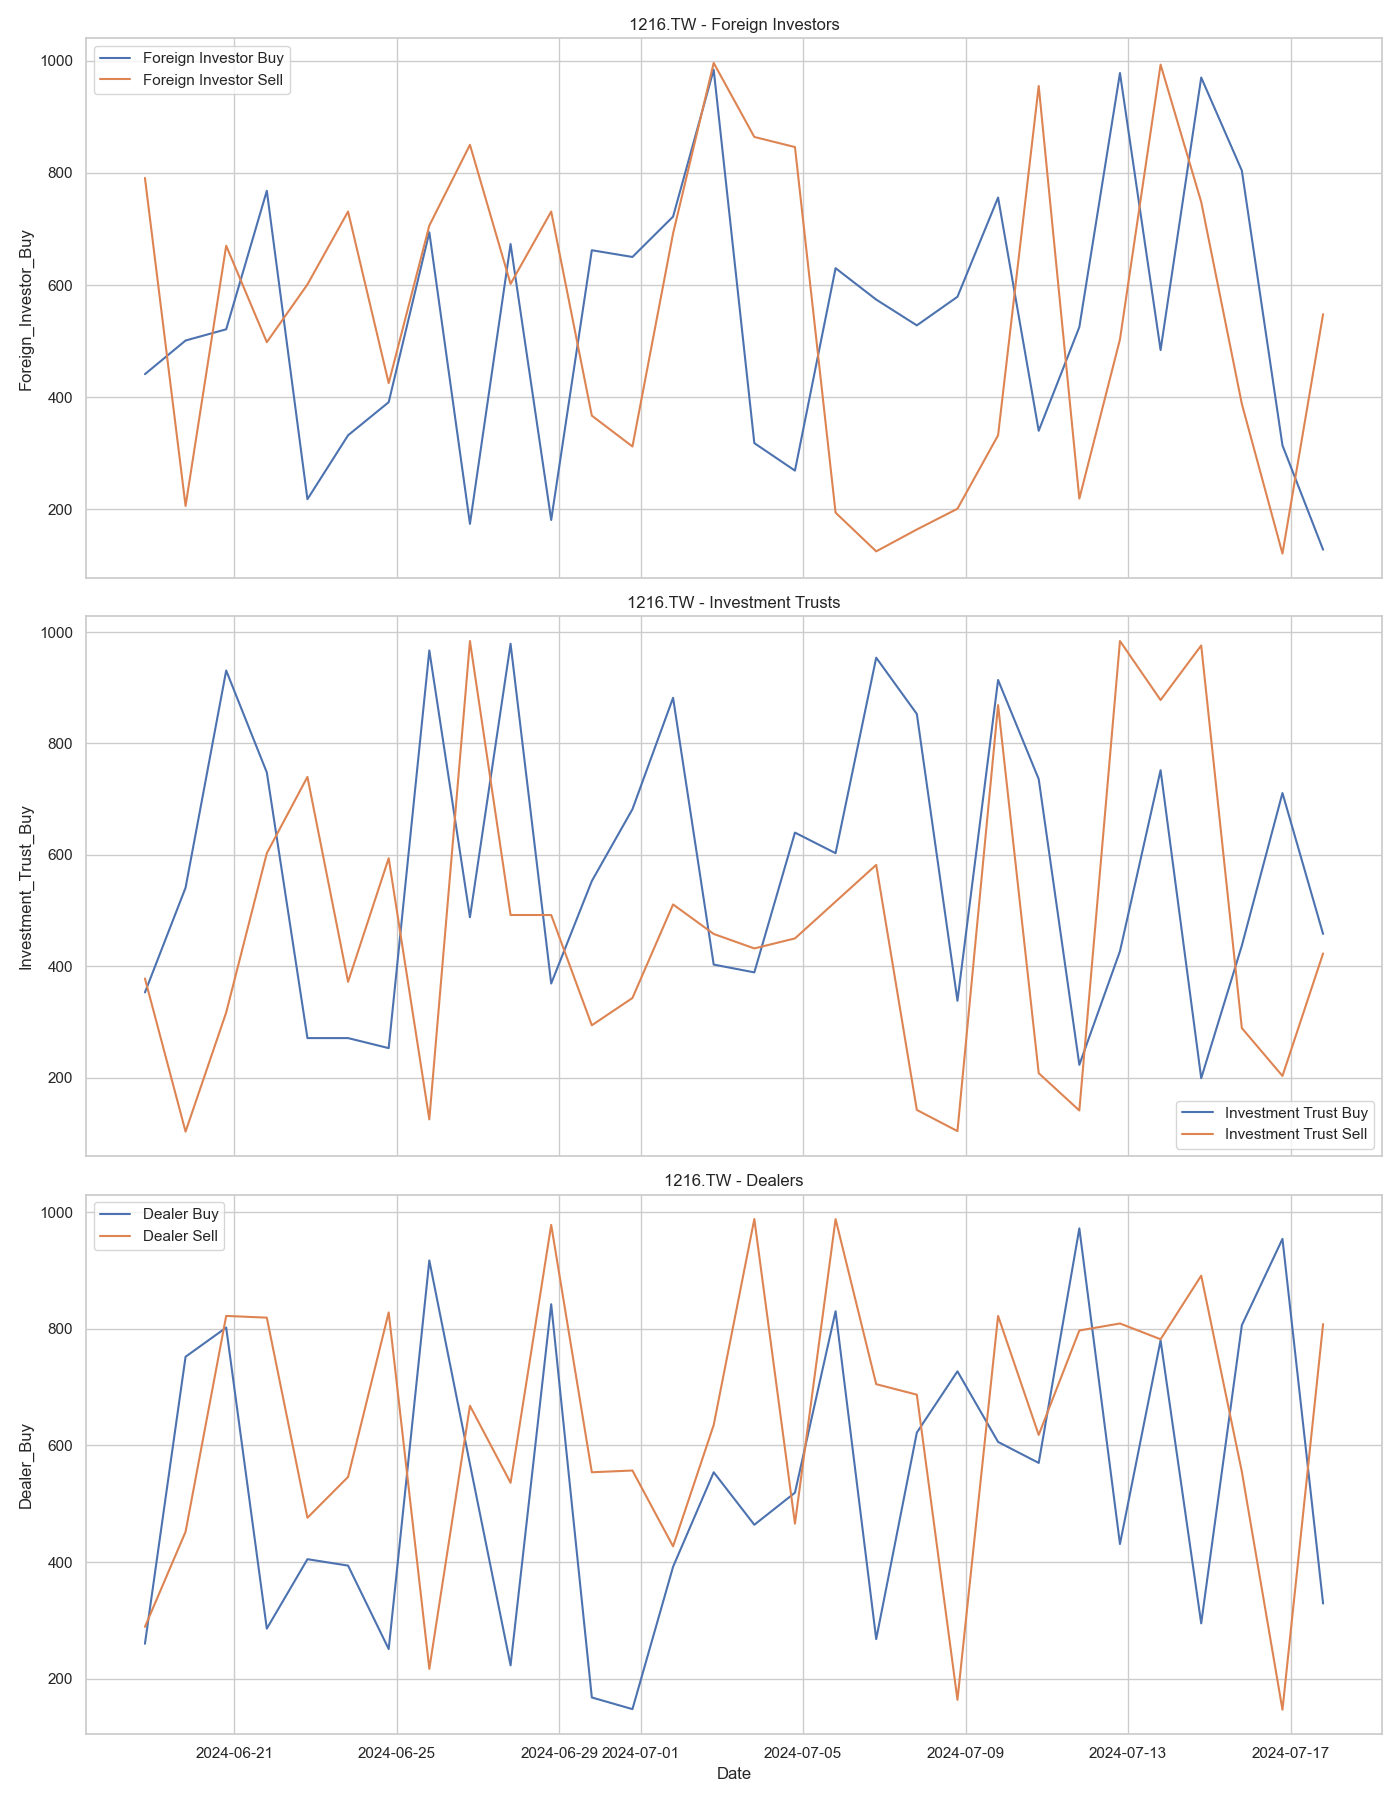 1216.TW - Foreign Investors
Foreign Investor Buy
Foreign Investor Sell
1000
800
600
400
200
Foreign_Investor_Buy
1216.TW - Investment Trusts
1000
800
600
400
200
Investment_Trust_Buy
Investment Trust Buy
Investment Trust Sell
1216.TW - Dealers
Dealer Buy
Dealer Sell
1000
800
600
400
200
Dealer_Buy
2024-06-21 2024-06-25 2024-06-29 2024-07-01 2024-07-05 2024-07-09 2024-07-13 2024-07-17
Date